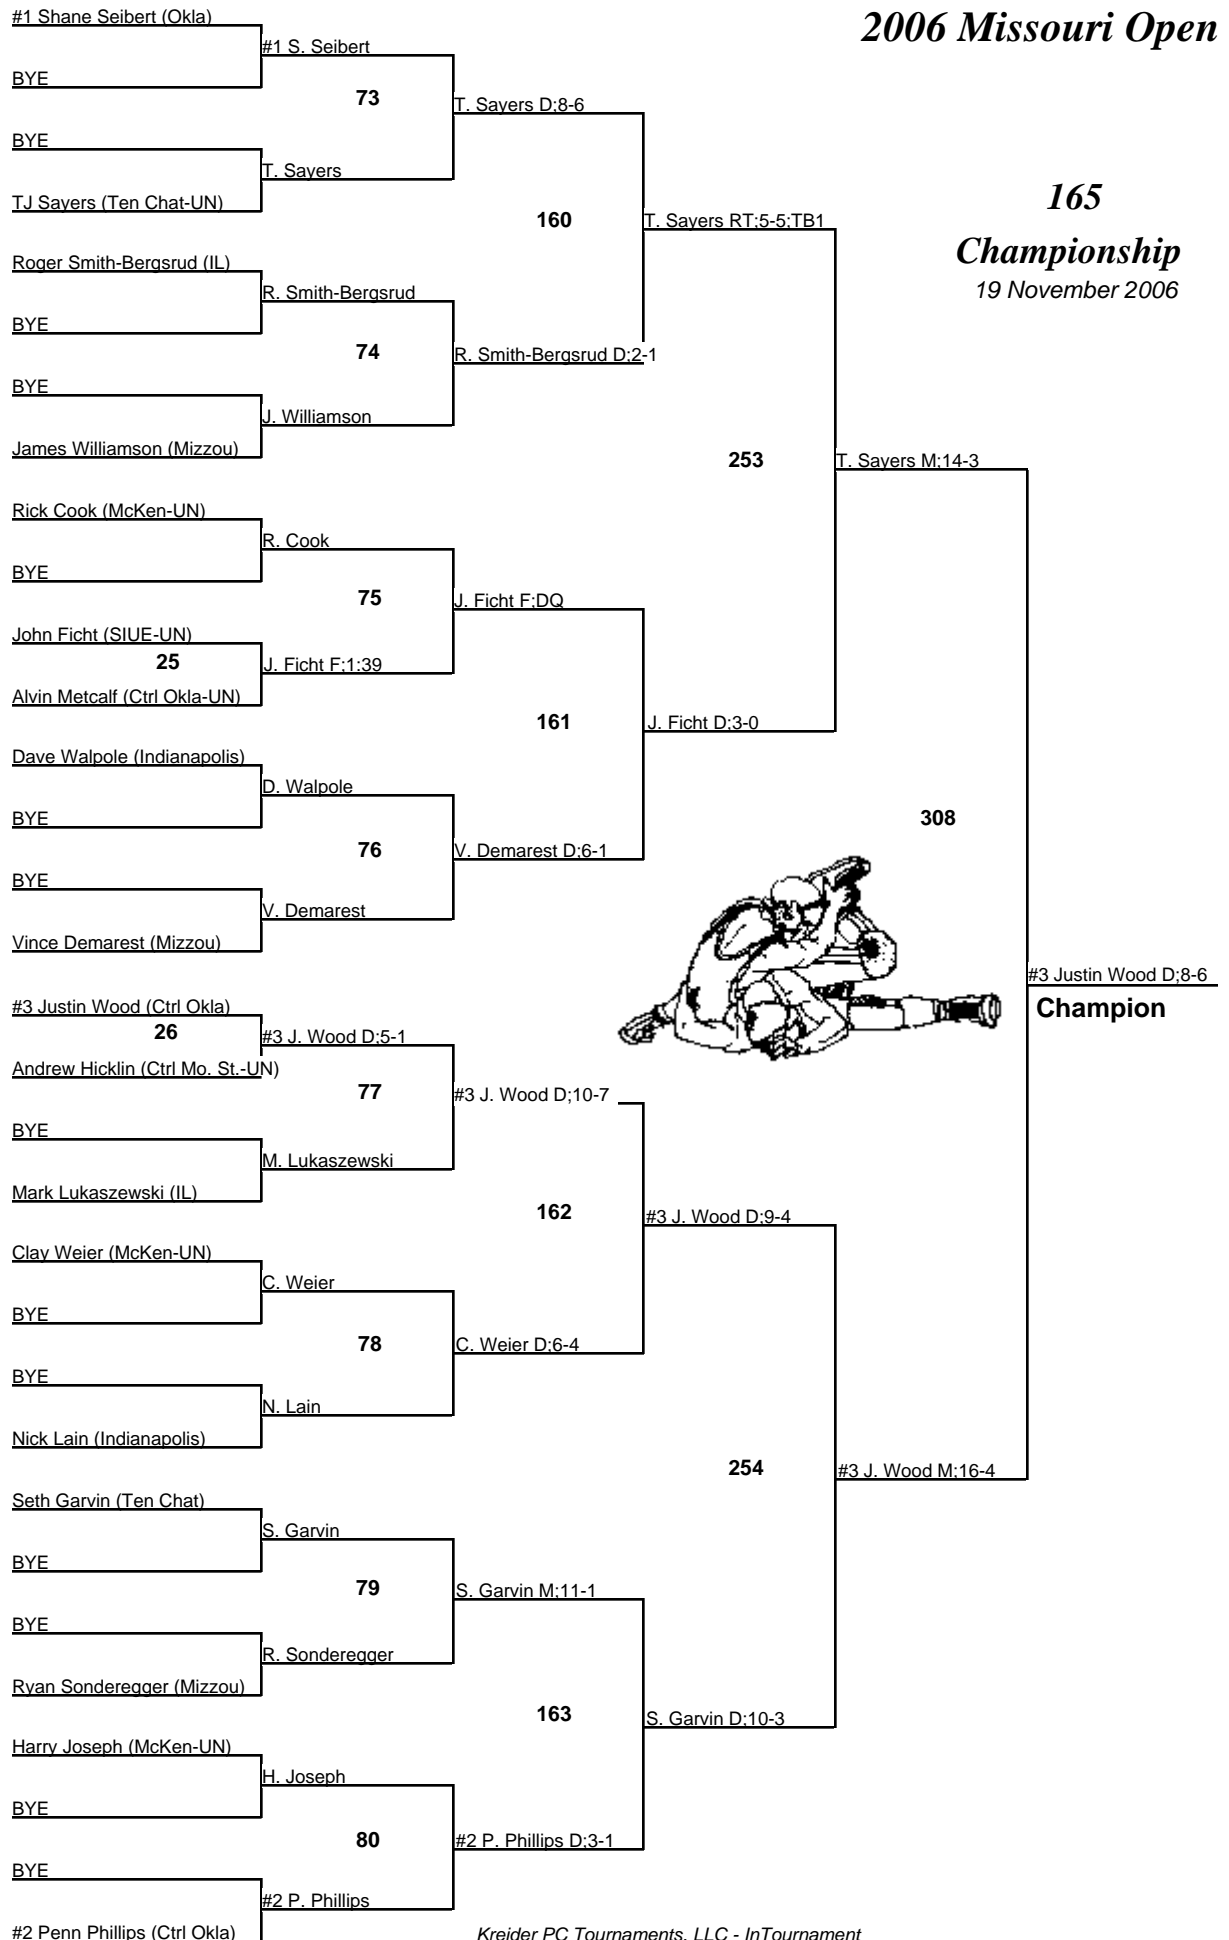 #1 Shane Seibert (Okla)
2006 Missouri Open
#1 S. Seibert
BYE
73
T. Sayers D;8-6
BYE
T. Sayers
TJ Sayers (Ten Chat-UN)
165
160
T. Sayers RT;5-5;TB1
Championship
Roger Smith-Bergsrud (IL)
19 November 2006
R. Smith-Bergsrud
BYE
74
R. Smith-Bergsrud D;2-1
BYE
J. Williamson
James Williamson (Mizzou)
253
T. Sayers M;14-3
Rick Cook (McKen-UN)
R. Cook
BYE
75
J. Ficht F;DQ
John Ficht (SIUE-UN)
25
J. Ficht F;1:39
Alvin Metcalf (Ctrl Okla-UN)
161
J. Ficht D;3-0
Dave Walpole (Indianapolis)
D. Walpole
BYE
308
76
V. Demarest D;6-1
BYE
V. Demarest
Vince Demarest (Mizzou)
#3 Justin Wood D;8-6
Champion
#3 Justin Wood (Ctrl Okla)
26
#3 J. Wood D;5-1
Andrew Hicklin (Ctrl Mo. St.-UN)
77
#3 J. Wood D;10-7
BYE
M. Lukaszewski
Mark Lukaszewski (IL)
162
#3 J. Wood D;9-4
Clay Weier (McKen-UN)
C. Weier
BYE
78
C. Weier D;6-4
BYE
N. Lain
Nick Lain (Indianapolis)
254
#3 J. Wood M;16-4
Seth Garvin (Ten Chat)
S. Garvin
BYE
79
S. Garvin M;11-1
BYE
R. Sonderegger
Ryan Sonderegger (Mizzou)
163
S. Garvin D;10-3
Harry Joseph (McKen-UN)
H. Joseph
BYE
80
#2 P. Phillips D;3-1
BYE
#2 P. Phillips
#2 Penn Phillips (Ctrl Okla)
Kreider PC Tournaments, LLC - InTournament